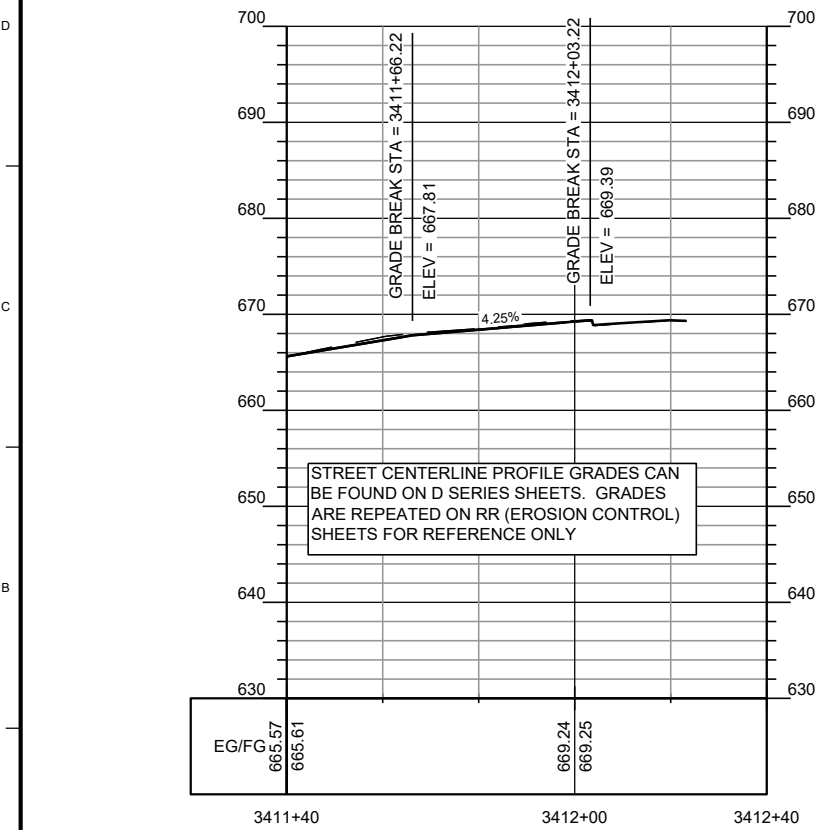 D
C
B
700
690
680
670
660
650
640
630
700
690
680
670
660
650
640
630
GRADE BREAK STA = 3411+66.22
ELEV = 667.81
GRADE BREAK STA = 3412+03.22
ELEV = 669.39
4.25%
STREET CENTERLINE PROFILE GRADES CAN
BE FOUND ON D SERIES SHEETS. GRADES
ARE REPEATED ON RR (EROSION CONTROL)
SHEETS FOR REFERENCE ONLY
EG/FG
665.57
665.61
669.24
669.25
3411+40
3412+00
3412+40